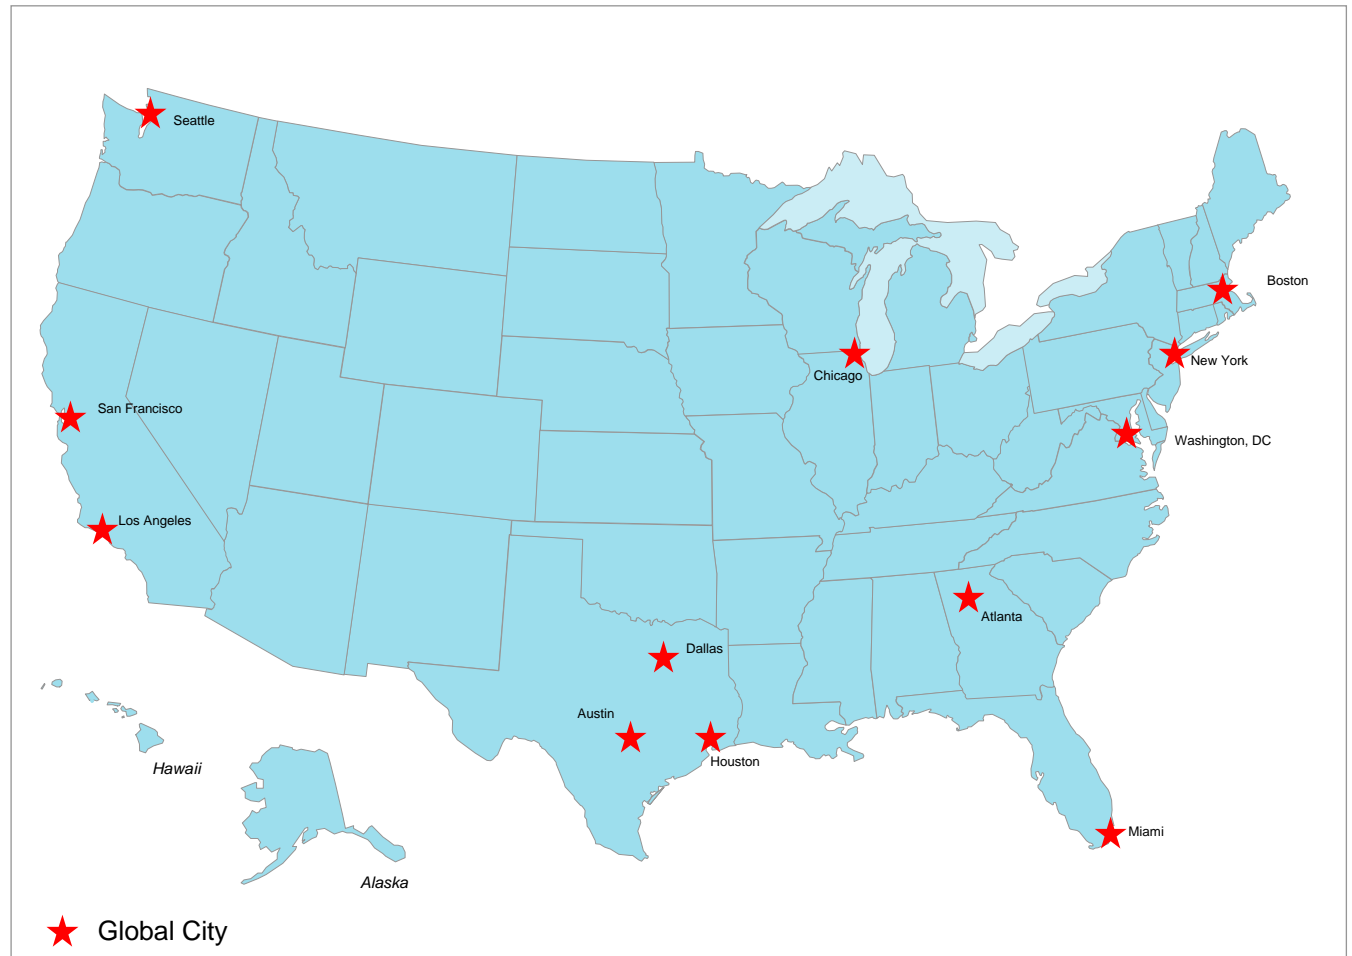 Seattle
Boston
New York
Chicago
San Francisco
Washington, DC
Los Angeles
Atlanta
Dallas
Austin
Houston
Hawaii
Miami
Alaska
Global City